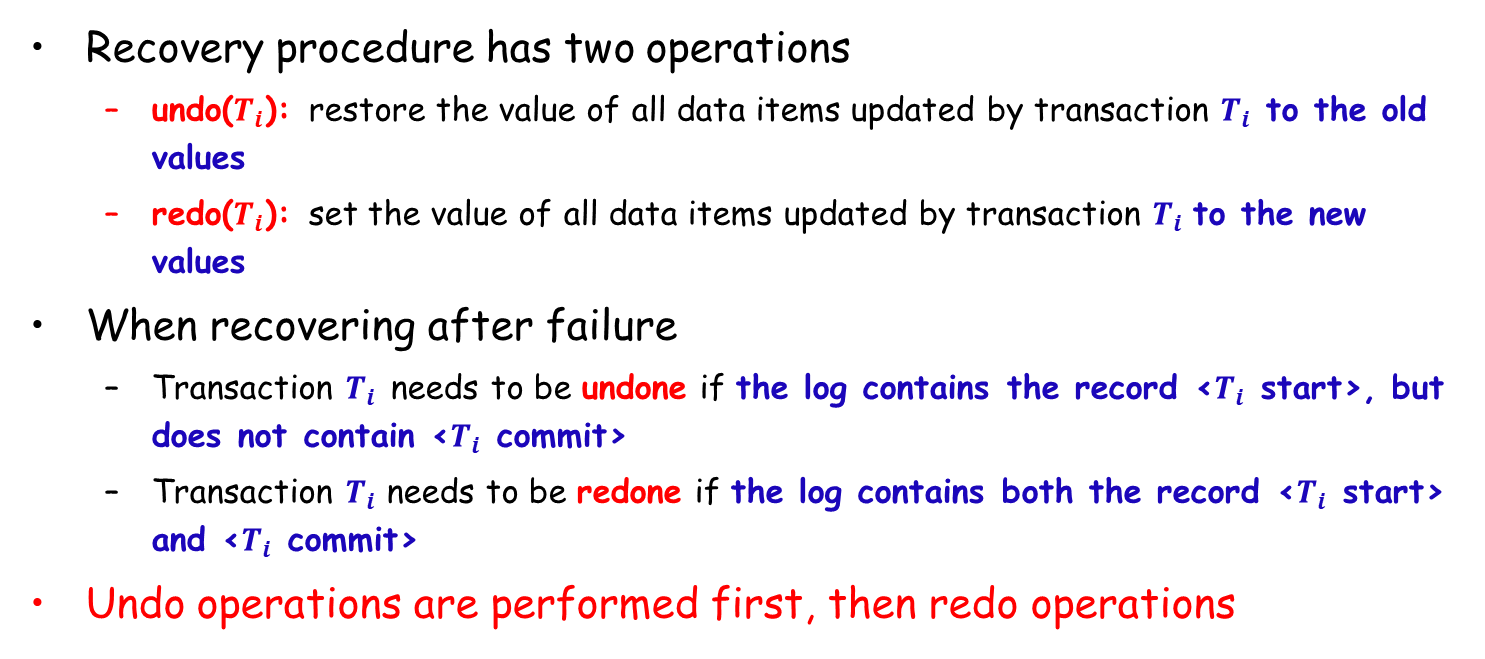 • Recovery procedure has two operations
– undo(Tᵢ): restore the value of all data items updated by transaction Tᵢ to the old
values
– redo(Tᵢ): set the value of all data items updated by transaction Tᵢ to the new
values
• When recovering after failure
– Transaction Tᵢ needs to be undone if the log contains the record <Tᵢ start>, but
does not contain <Tᵢ commit>
– Transaction Tᵢ needs to be redone if the log contains both the record <Tᵢ start>
and <Tᵢ commit>
• Undo operations are performed first, then redo operations